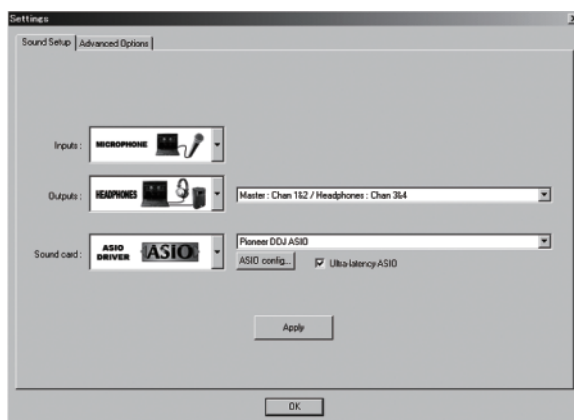 Settings
Sound Setup Advanced Options
Inputs : MICROPHONE
Outputs : HEADPHONES Master : Chan 1&2 / Headphones : Chan 3&4
Sound card : ASIO DRIVER ASIO Pioneer DDJ ASIO
ASIO config... Ultra-latency ASIO
Apply
OK